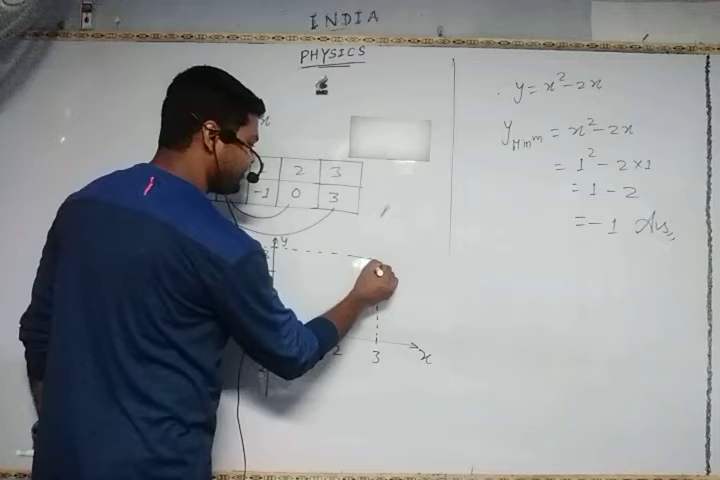 INDIA
PHYSICS
x
2 3
-1 0 3
y
2 3 x
y = x² - 2x
yMinm = x² - 2x
= 1² - 2×1
= 1 - 2
= - 1 Ans.